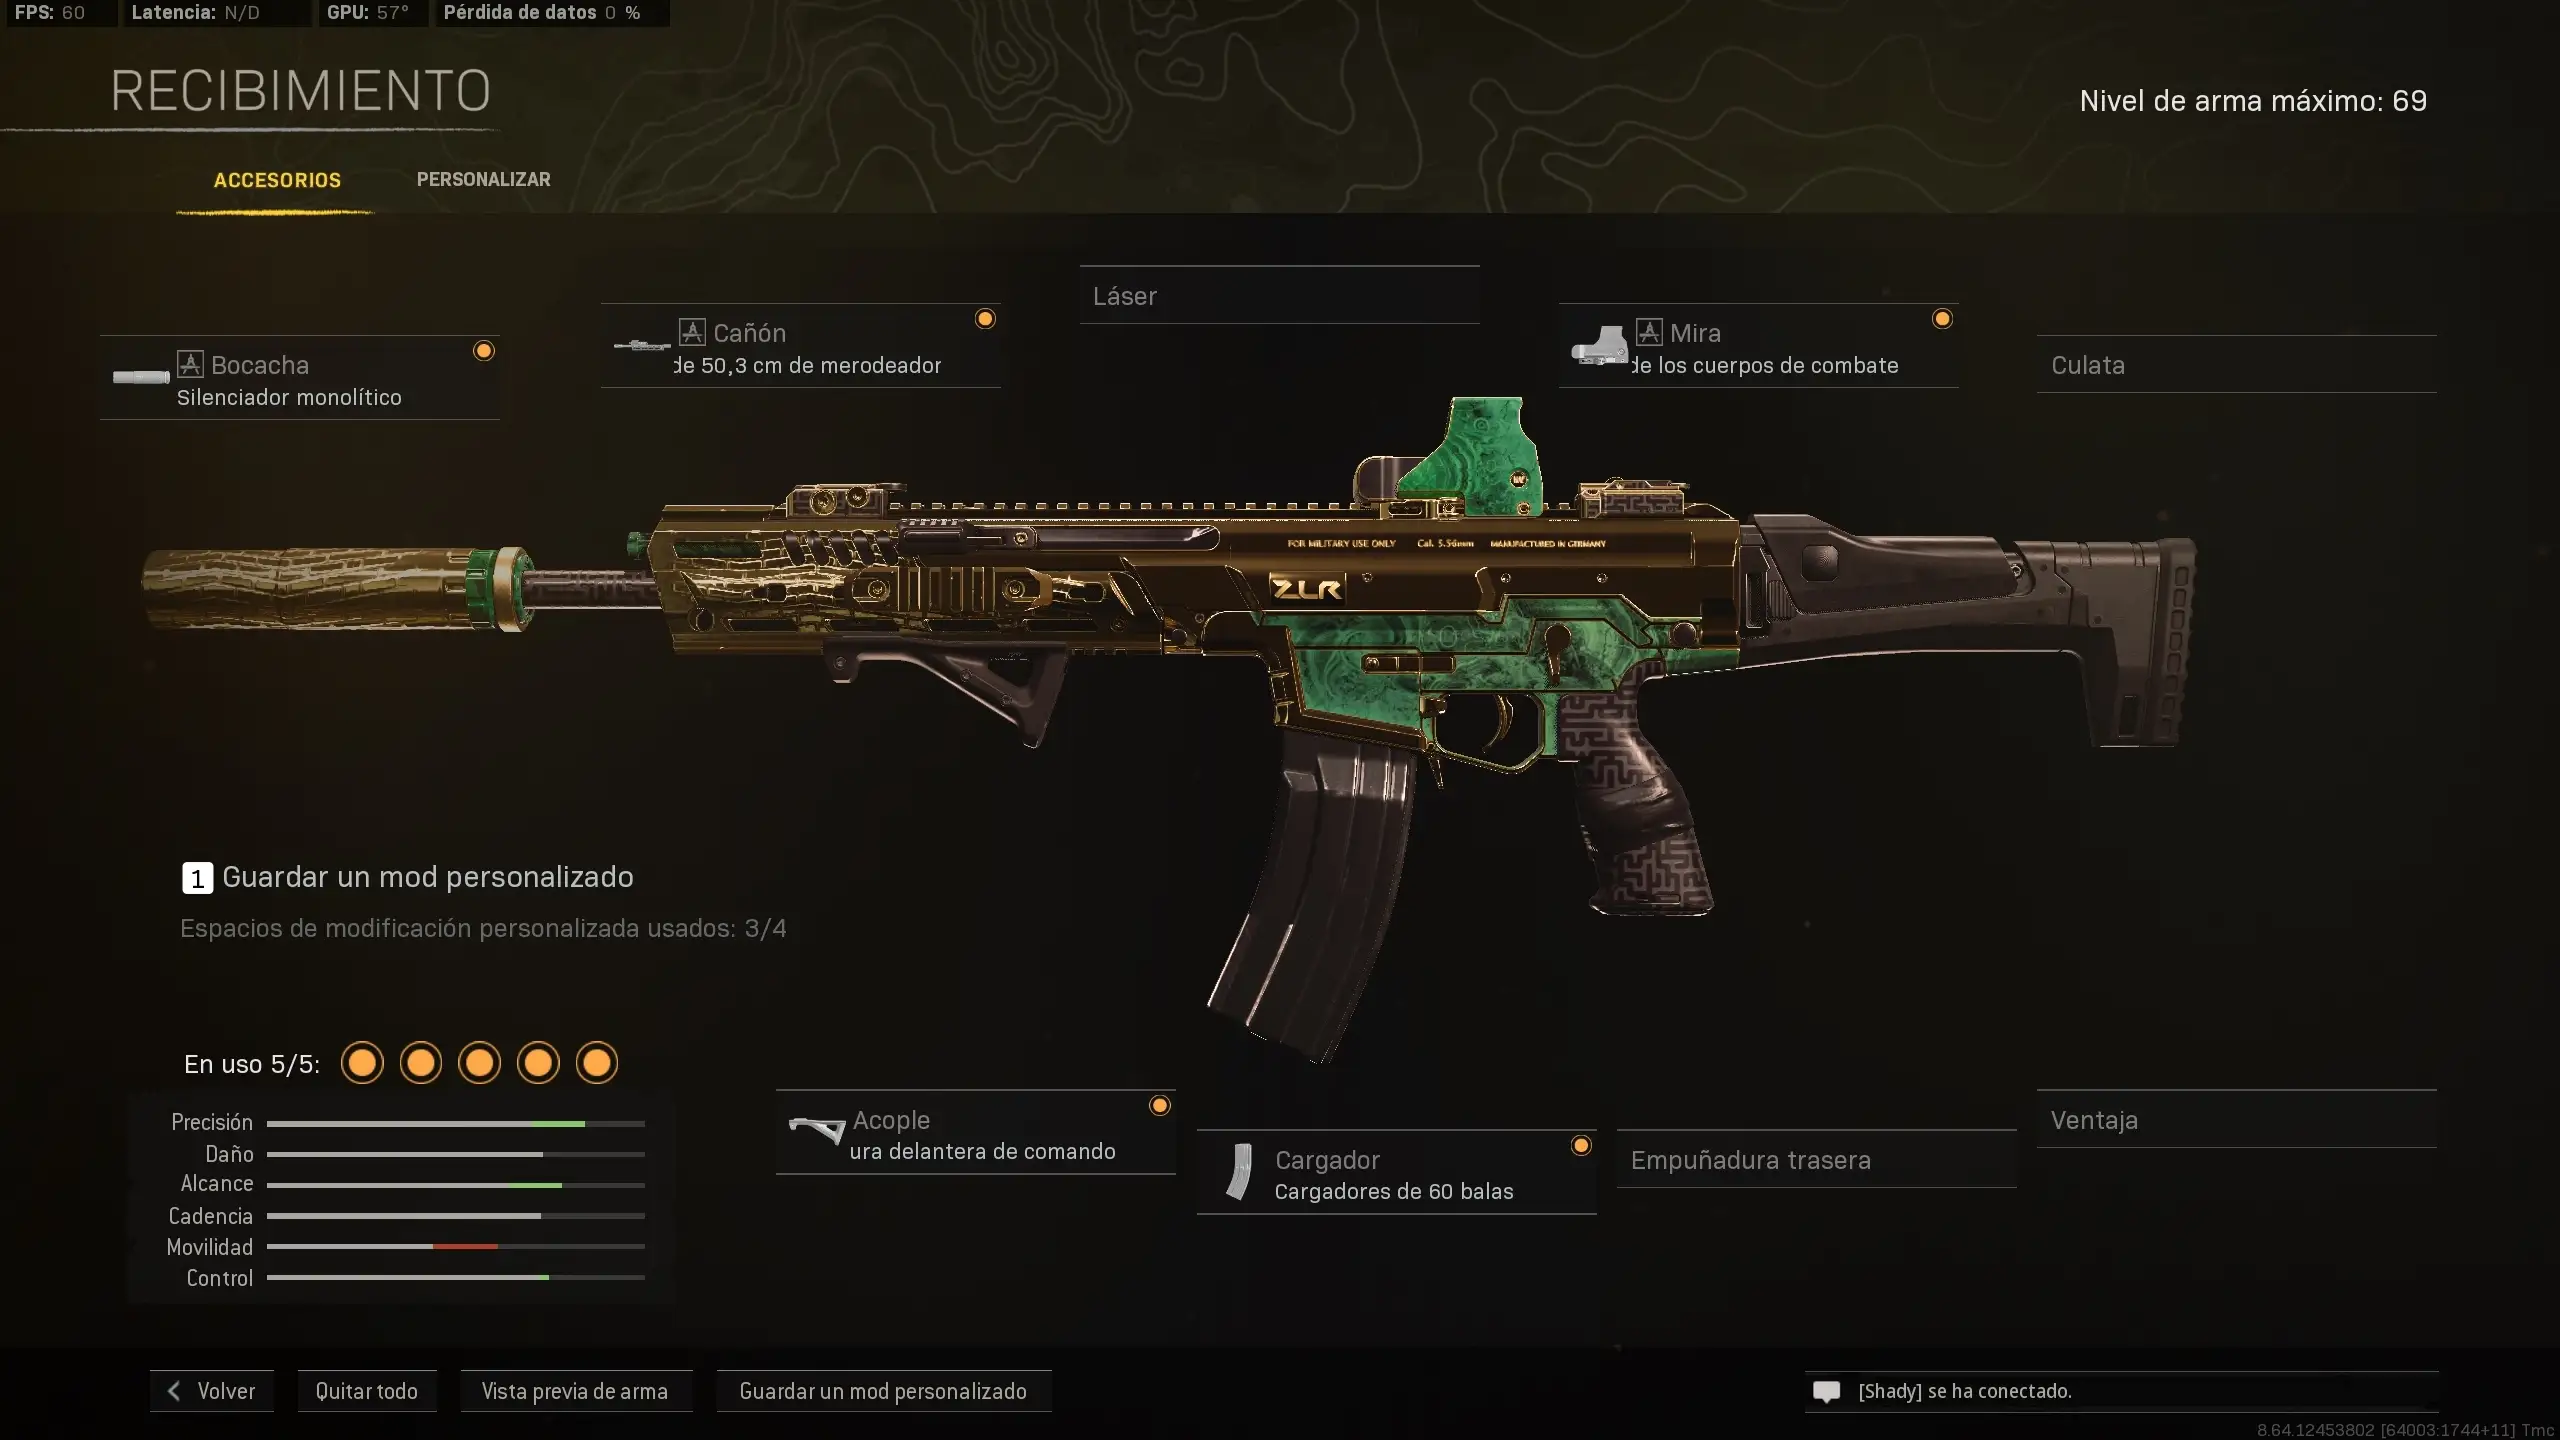 FPS: 60 Latencia: N/D GPU: 57° Pérdida de datos 0 %
RECIBIMIENTO
Nivel de arma máximo: 69
ACCESORIOS PERSONALIZAR
Láser
Bocacha
Silenciador monolítico
Cañón
de 50,3 cm de merodeador
Mira
de los cuerpos de combate
Culata
FOR MILITARY USE ONLY Cal. 5.56mm MANUFACTURED IN GERMANY
ZLR
1 Guardar un mod personalizado
Espacios de modificación personalizada usados: 3/4
En uso 5/5:
Precisión
Daño
Alcance
Cadencia
Movilidad
Control
Acople
ura delantera de comando
Cargador
Cargadores de 60 balas
Empuñadura trasera
Ventaja
Volver Quitar todo Vista previa de arma Guardar un mod personalizado
[Shady] se ha conectado.
8.64.12453802 [64003:1744+11] Tmc